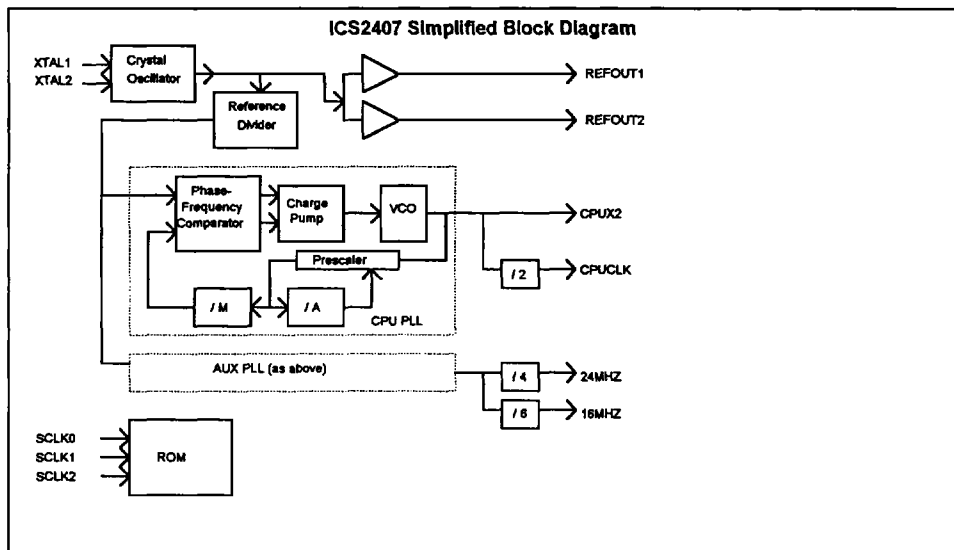 ICS2407 Simplified Block Diagram
XTAL1
XTAL2
Crystal
Oscillator
REFOUT1
REFOUT2
Reference
Divider
Phase-
Frequency
Comparator
Charge
Pump
VCO
CPUX2
Prescaler
/ 2
CPUCLK
/ M
/ A
CPU PLL
AUX PLL (as above)
/ 4
24MHZ
/ 6
16MHZ
SCLK0
SCLK1
SCLK2
ROM